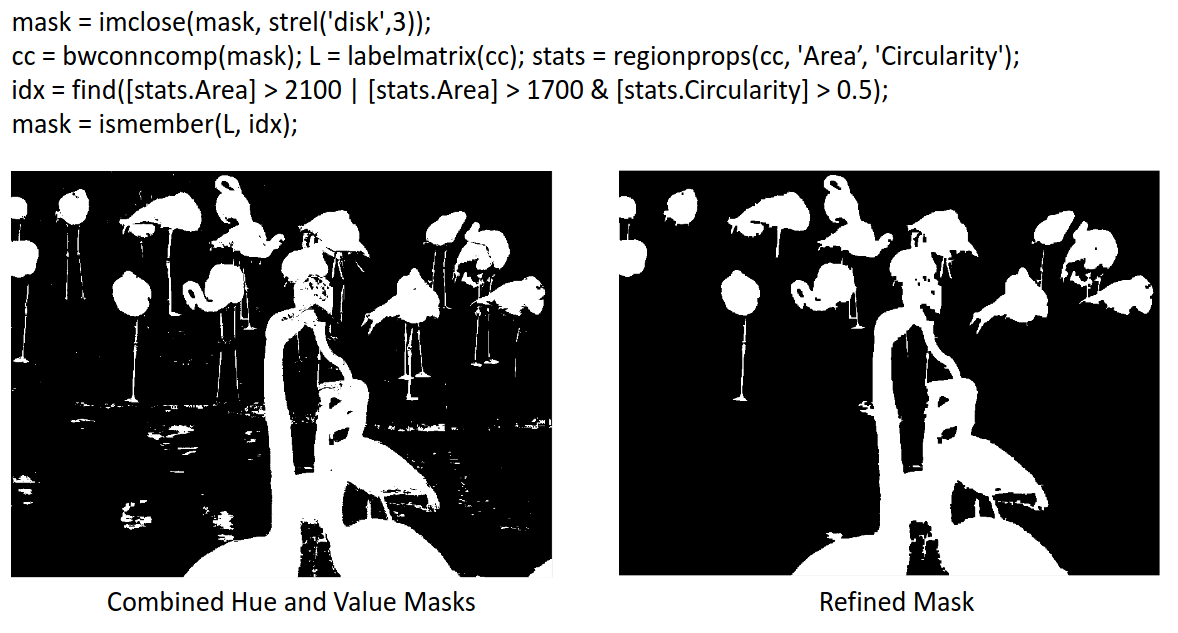 mask = imclose(mask, strel('disk',3));
cc = bwconncomp(mask); L = labelmatrix(cc); stats = regionprops(cc, 'Area’, 'Circularity');
idx = find([stats.Area] > 2100 | [stats.Area] > 1700 & [stats.Circularity] > 0.5);
mask = ismember(L, idx);
Combined Hue and Value Masks
Refined Mask